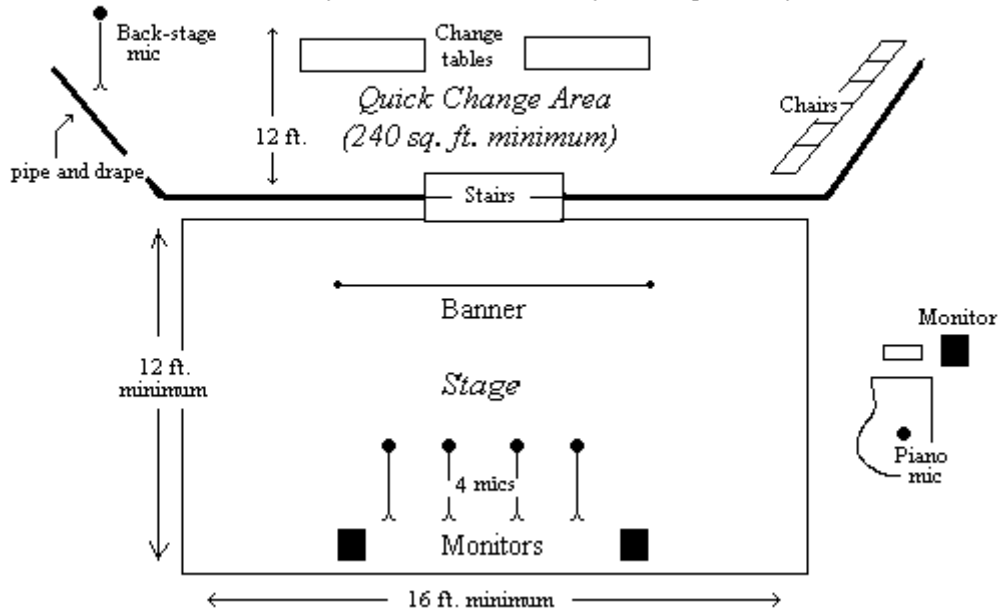 Back-stage
mic
Change
tables
Quick Change Area
(240 sq. ft. minimum)
12 ft.
Chairs
pipe and drape
Stairs
Banner
Monitor
12 ft.
minimum
Stage
Piano
mic
4 mics
Monitors
16 ft. minimum